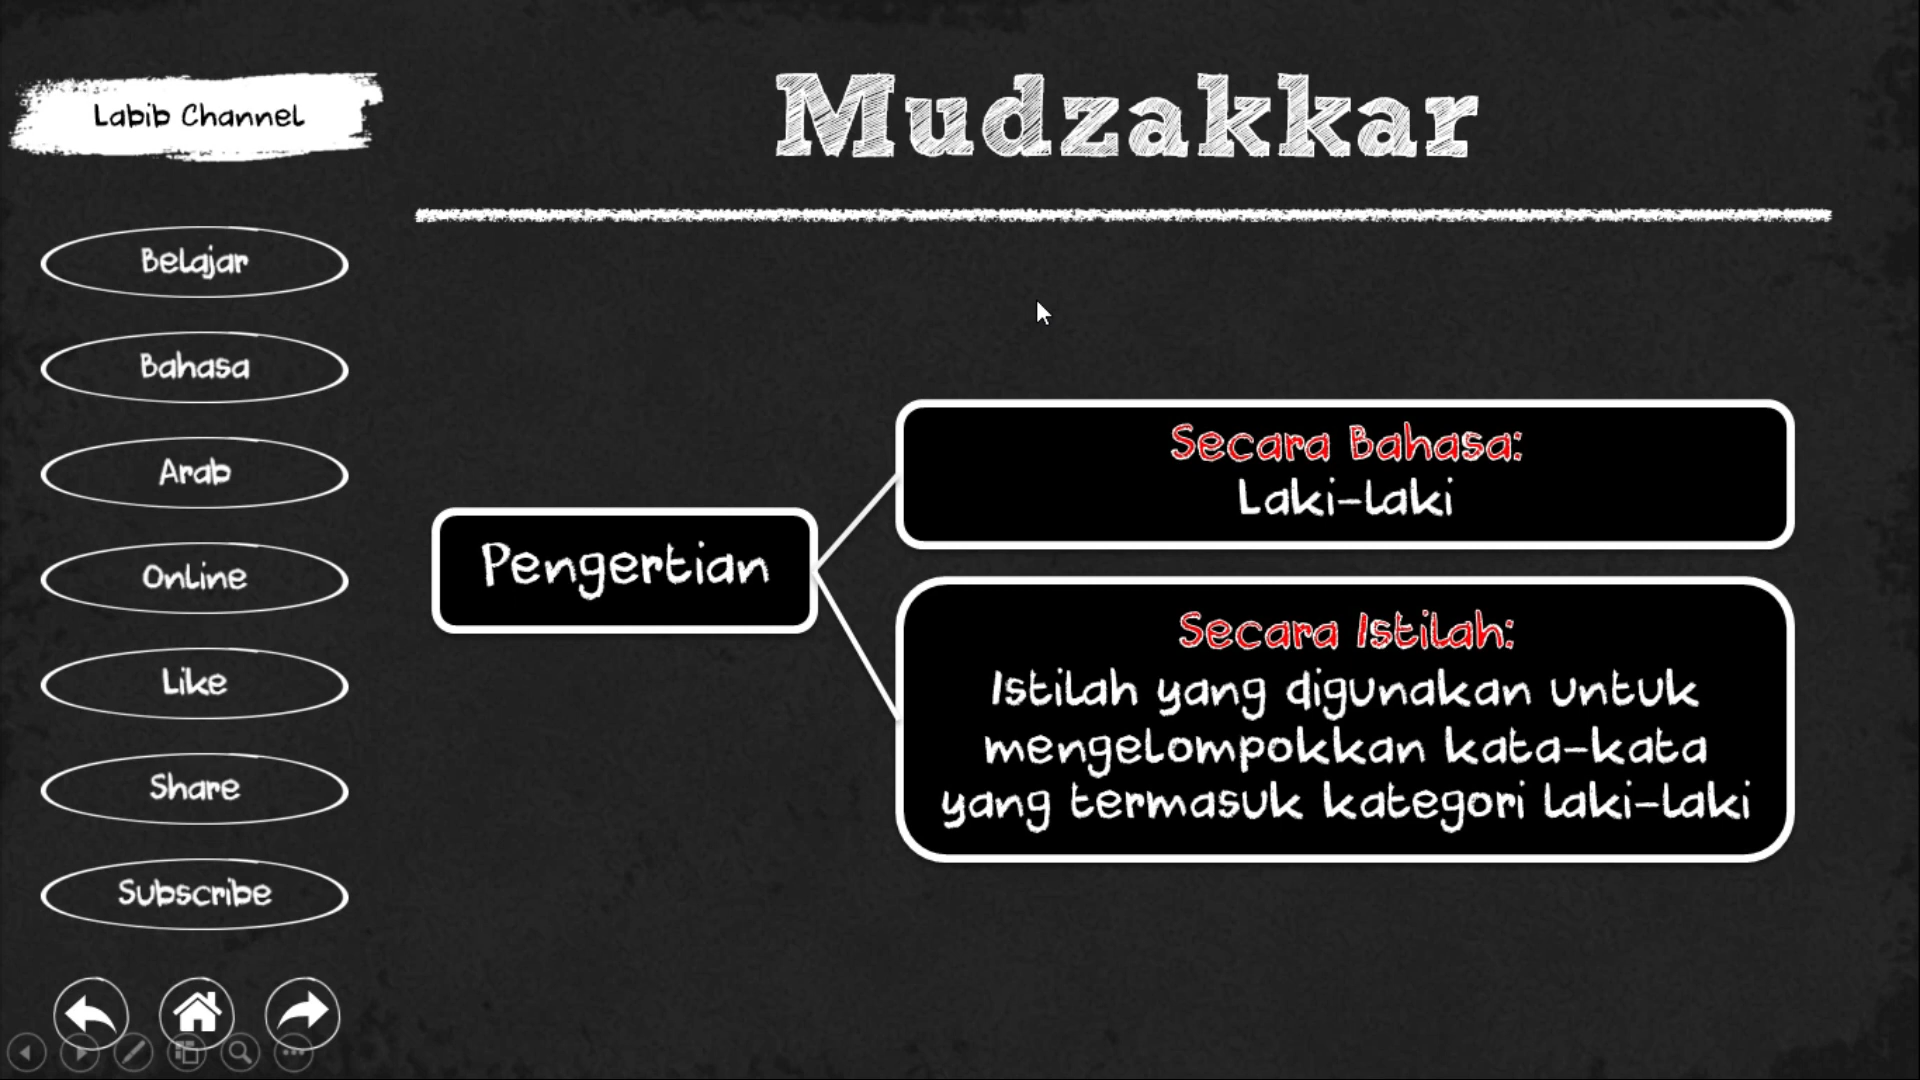 Labib Channel
Mudzakkar
Belajar
Bahasa
Arab
Online
Like
Share
Subscribe
Pengertian
Secara Bahasa:
Laki-laki
Secara Istilah:
Istilah yang digunakan untuk
mengelompokkan kata-kata
yang termasuk kategori laki-laki